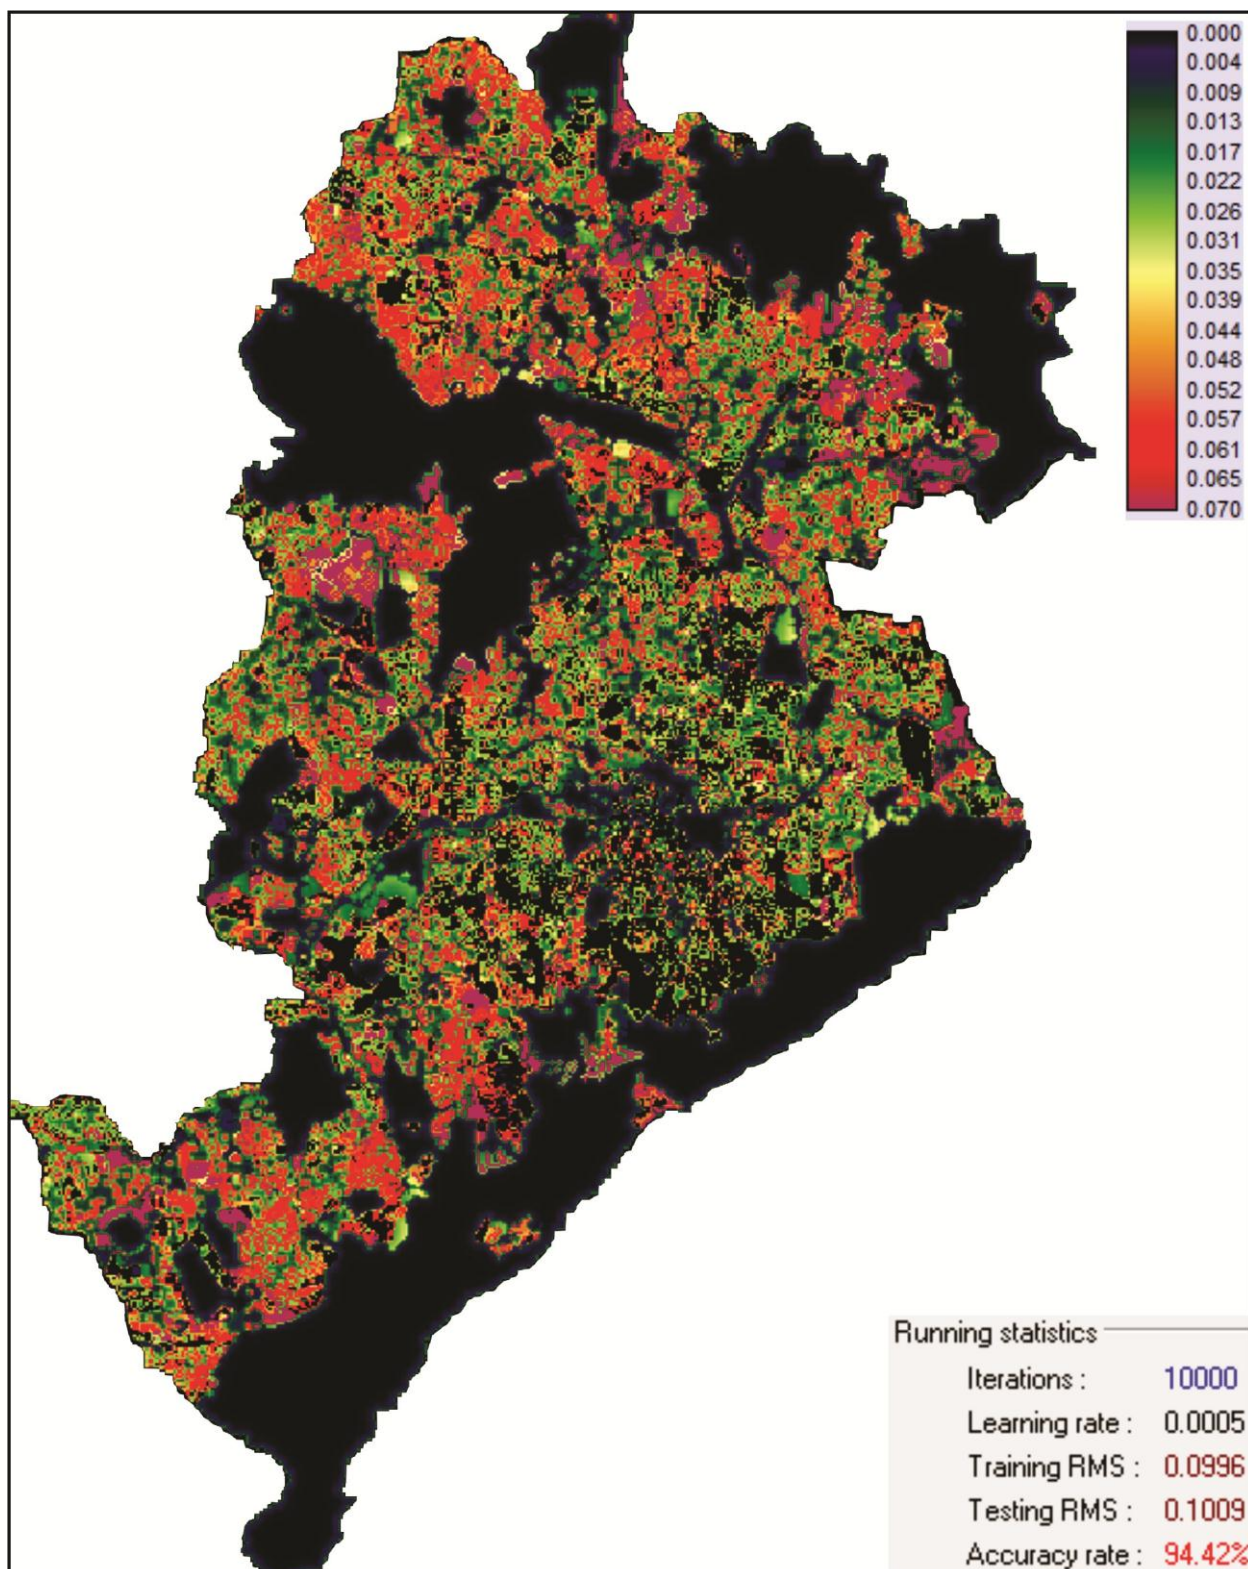 0.000
0.004
0.009
0.013
0.017
0.022
0.026
0.031
0.035
0.039
0.044
0.048
0.052
0.057
0.061
0.065
0.070
Running statistics
Iterations : 10000
Learning rate : 0.0005
Training RMS : 0.0996
Testing RMS : 0.1009
Accuracy rate : 94.42%